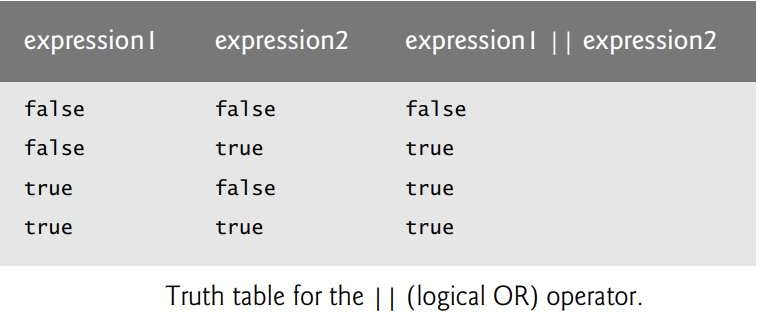 expression1 expression2 expression1 || expression2
false false false
false true true
true false true
true true true
Truth table for the || (logical OR) operator.